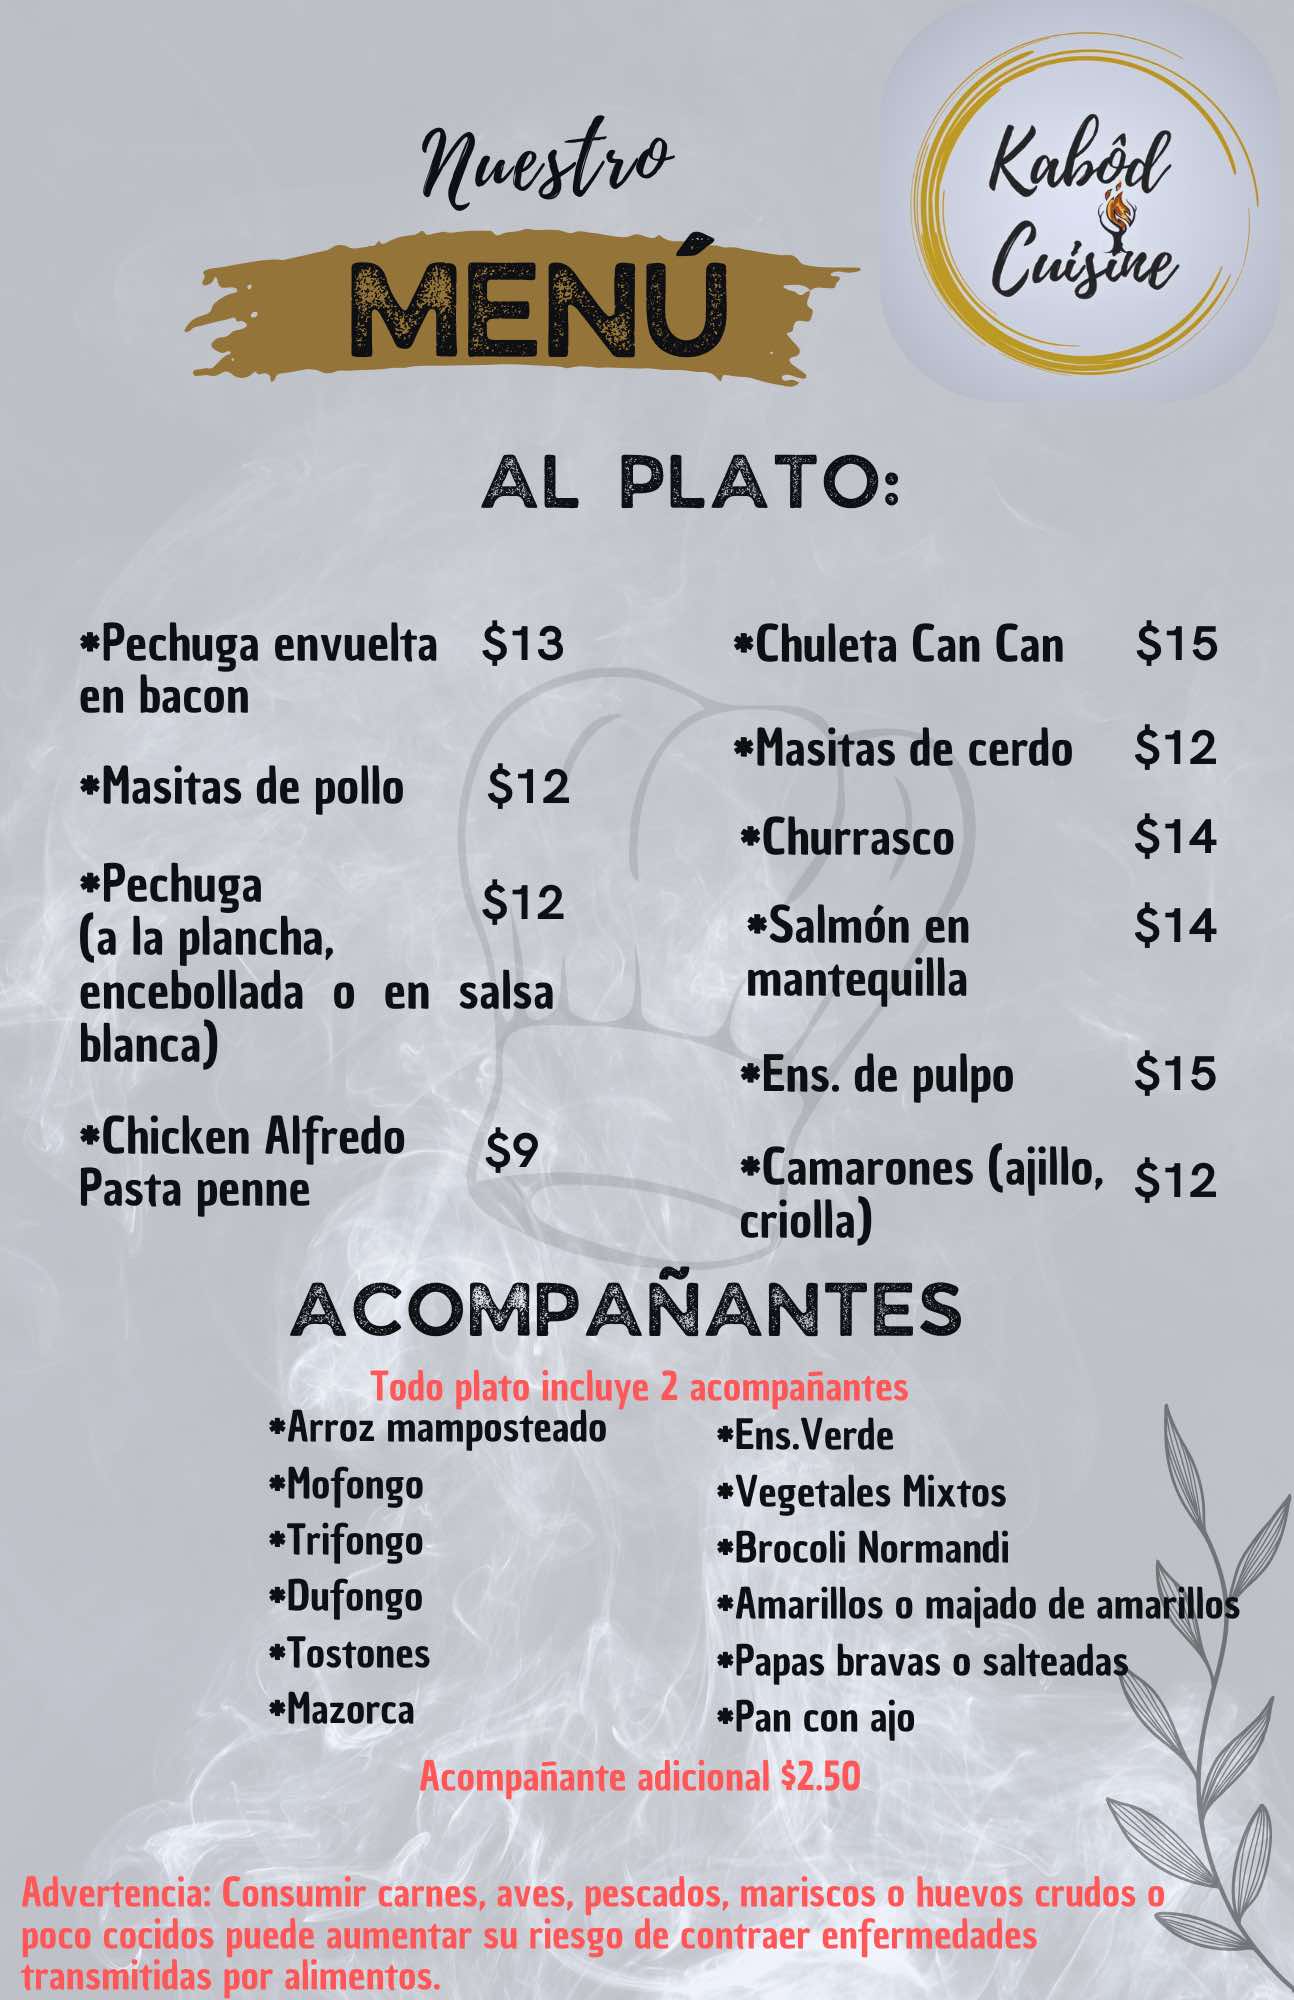 Nuestro
MENÚ
Kabôd
Cuisine
AL PLATO:
*Pechuga envuelta $13
en bacon
*Masitas de pollo $12
*Pechuga $12
(a la plancha,
encebollada o en salsa
blanca)
*Chicken Alfredo $9
Pasta penne
*Chuleta Can Can $15
*Masitas de cerdo $12
*Churrasco $14
*Salmón en $14
mantequilla
*Ens. de pulpo $15
*Camarones (ajillo, $12
criolla)
ACOMPAÑANTES
Todo plato incluye 2 acompañantes
*Arroz mamposteado
*Mofongo
*Trifongo
*Dufongo
*Tostones
*Mazorca
*Ens.Verde
*Vegetales Mixtos
*Brocoli Normandi
*Amarillos o majado de amarillos
*Papas bravas o salteadas
*Pan con ajo
Acompañante adicional $2.50
Advertencia: Consumir carnes, aves, pescados, mariscos o huevos crudos o
poco cocidos puede aumentar su riesgo de contraer enfermedades
transmitidas por alimentos.